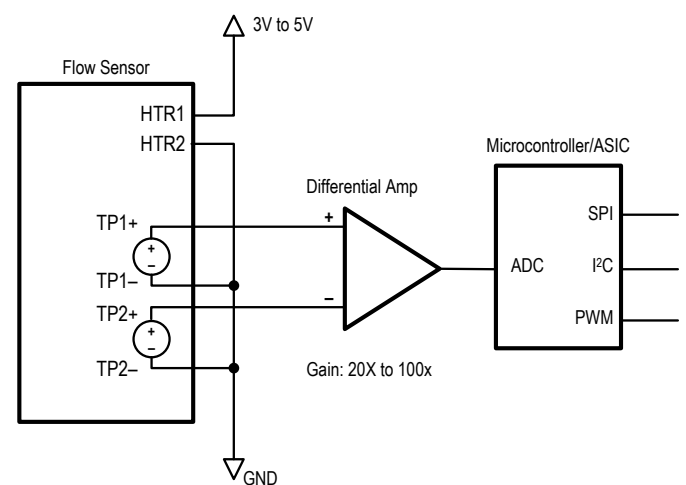 3V to 5V
Flow Sensor
HTR1
HTR2
Microcontroller/ASIC
Differential Amp
TP1+
+
SPI
+
–
ADC
I²C
TP1–
TP2+
–
PWM
+
–
TP2–
Gain: 20X to 100x
GND